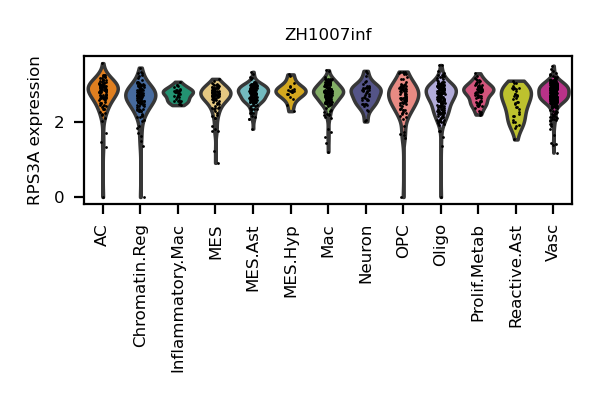 ZH1007inf
RPS3A expression
2
0
AC
Chromatin.Reg
Inflammatory.Mac
MES
MES.Ast
MES.Hyp
Mac
Neuron
OPC
Oligo
Prolif.Metab
Reactive.Ast
Vasc